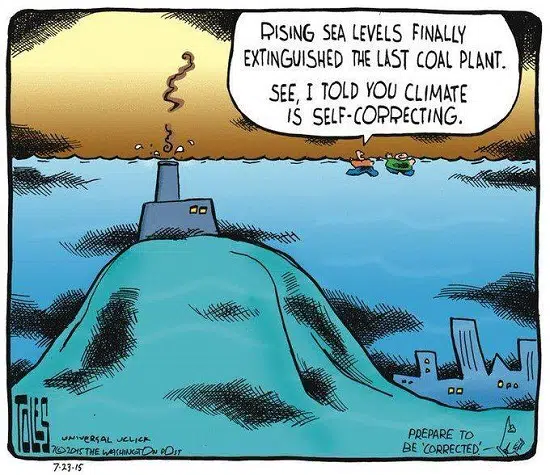 RISING SEA LEVELS FINALLY
EXTINGUISHED THE LAST COAL PLANT.
SEE, I TOLD YOU CLIMATE
IS SELF-CORRECTING.
TOLES
UNIVERSAL UCLICK
©2015 THE WASHINGTON POST
7-23-15
PREPARE TO
BE 'CORRECTED'